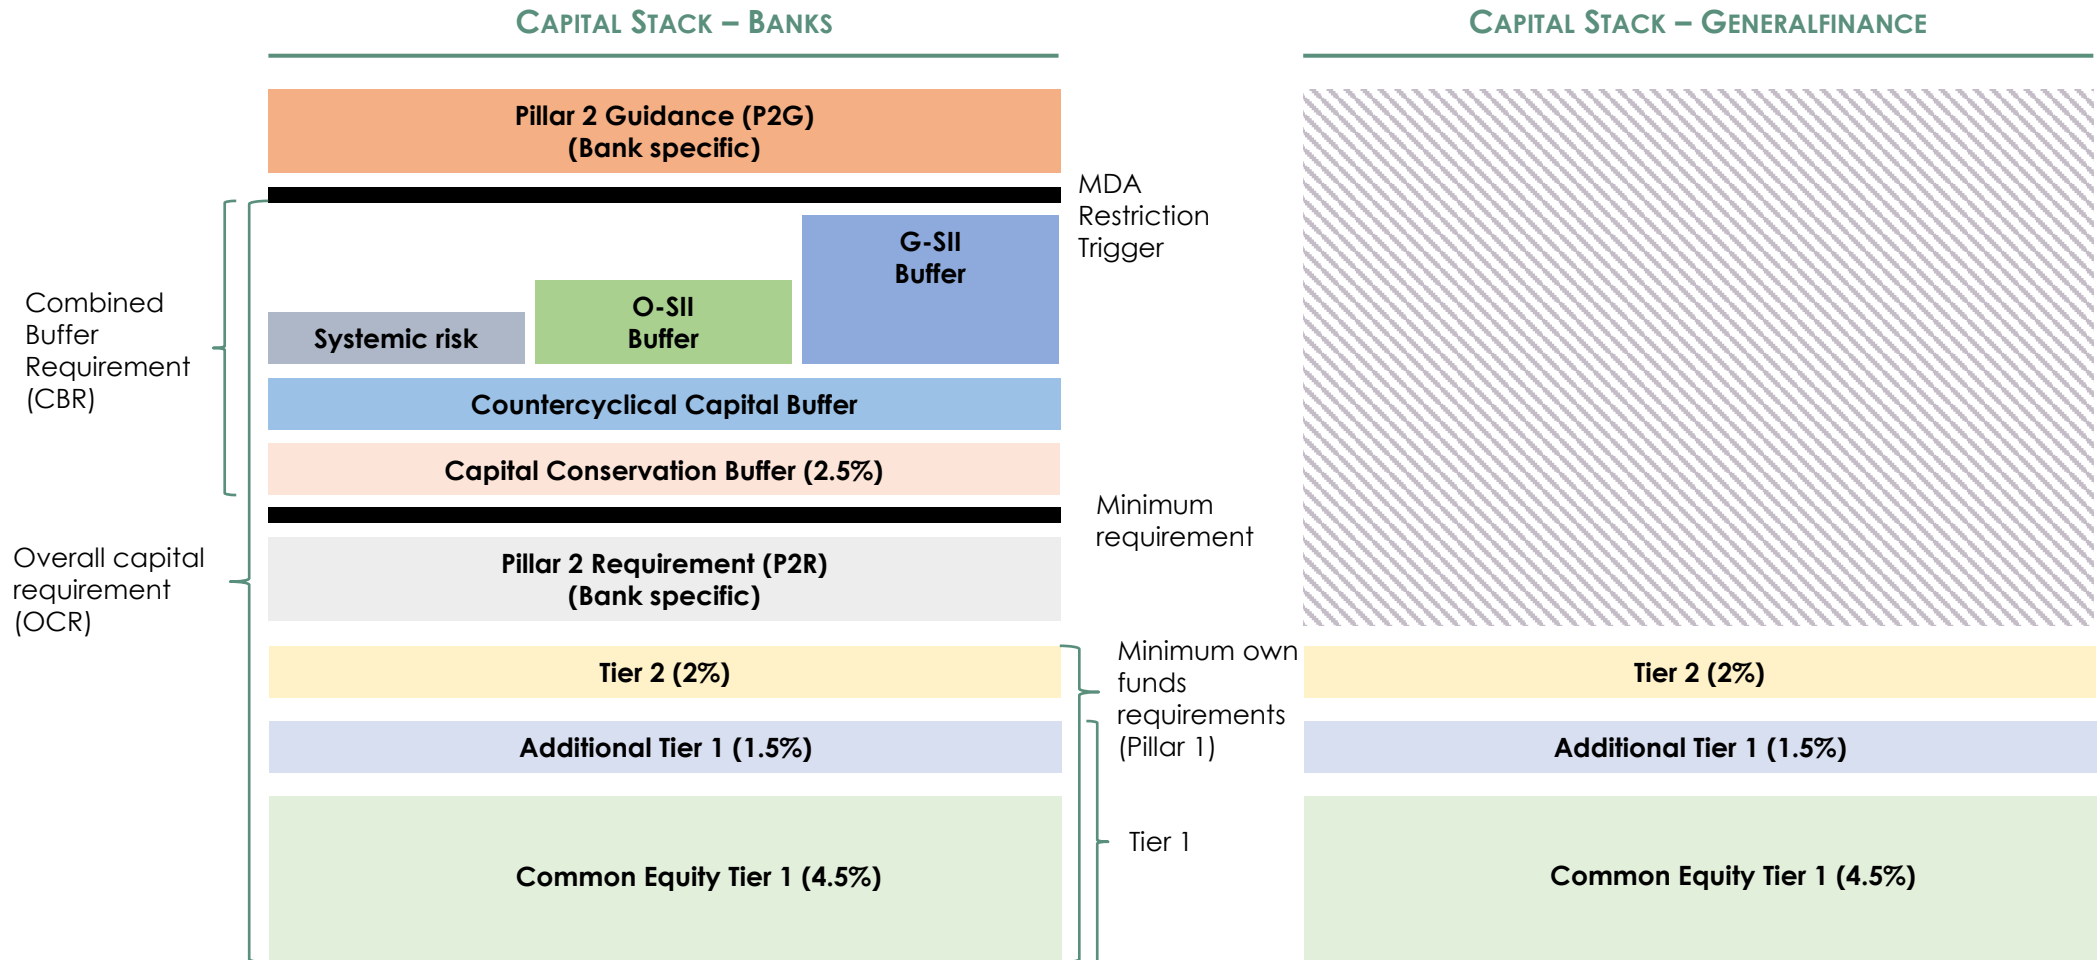 CAPITAL STACK – BANKS
CAPITAL STACK – GENERALFINANCE
Pillar 2 Guidance (P2G)
(Bank specific)
MDA
Restriction
Trigger
G-SII
Buffer
O-SII
Buffer
Systemic risk
Combined
Buffer
Requirement
(CBR)
Countercyclical Capital Buffer
Capital Conservation Buffer (2.5%)
Minimum
requirement
Overall capital
requirement
(OCR)
Pillar 2 Requirement (P2R)
(Bank specific)
Minimum own
funds
requirements
(Pillar 1)
Tier 2 (2%)
Tier 2 (2%)
Additional Tier 1 (1.5%)
Additional Tier 1 (1.5%)
Tier 1
Common Equity Tier 1 (4.5%)
Common Equity Tier 1 (4.5%)